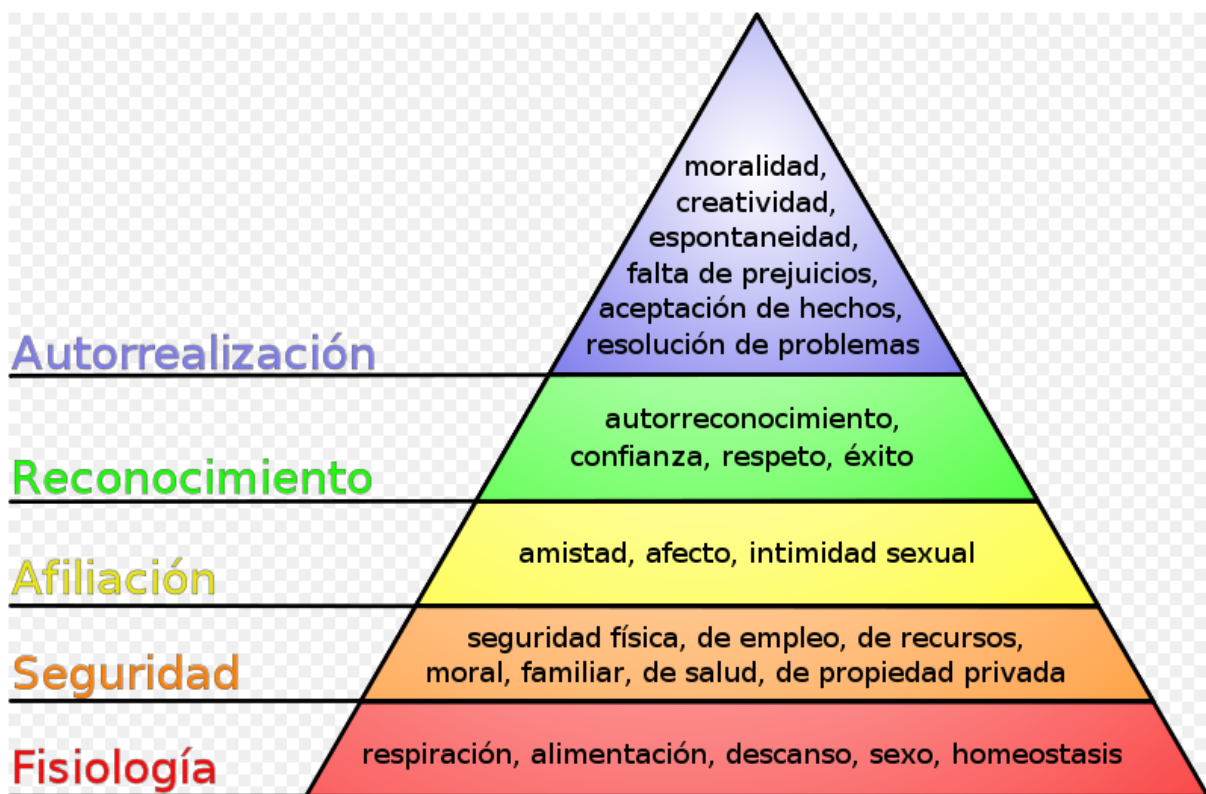 moralidad,
creatividad,
espontaneidad,
falta de prejuicios,
aceptación de hechos,
resolución de problemas
Autorrealización
autorreconocimiento,
confianza, respeto, éxito
Reconocimiento
amistad, afecto, intimidad sexual
Afiliación
seguridad física, de empleo, de recursos,
moral, familiar, de salud, de propiedad privada
Seguridad
respiración, alimentación, descanso, sexo, homeostasis
Fisiología